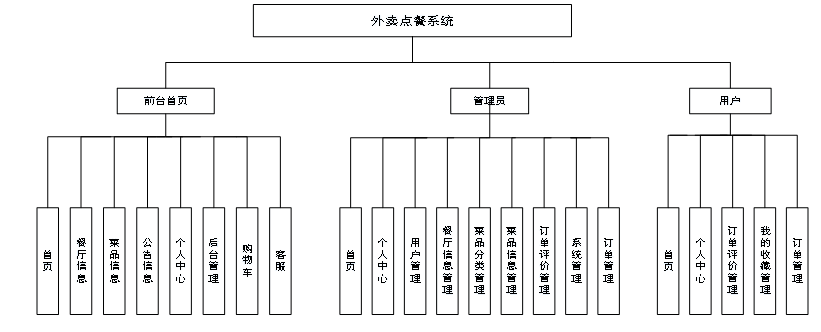 外卖点餐系统
前台首页
管理员
用户
首页
餐厅信息
菜品信息
公告信息
个人中心
后台管理
购物车
客服
首页
个人中心
用户管理
餐厅信息管理
菜品分类管理
菜品信息管理
订单评价管理
系统管理
订单管理
首页
个人中心
订单评价管理
我的收藏管理
订单管理